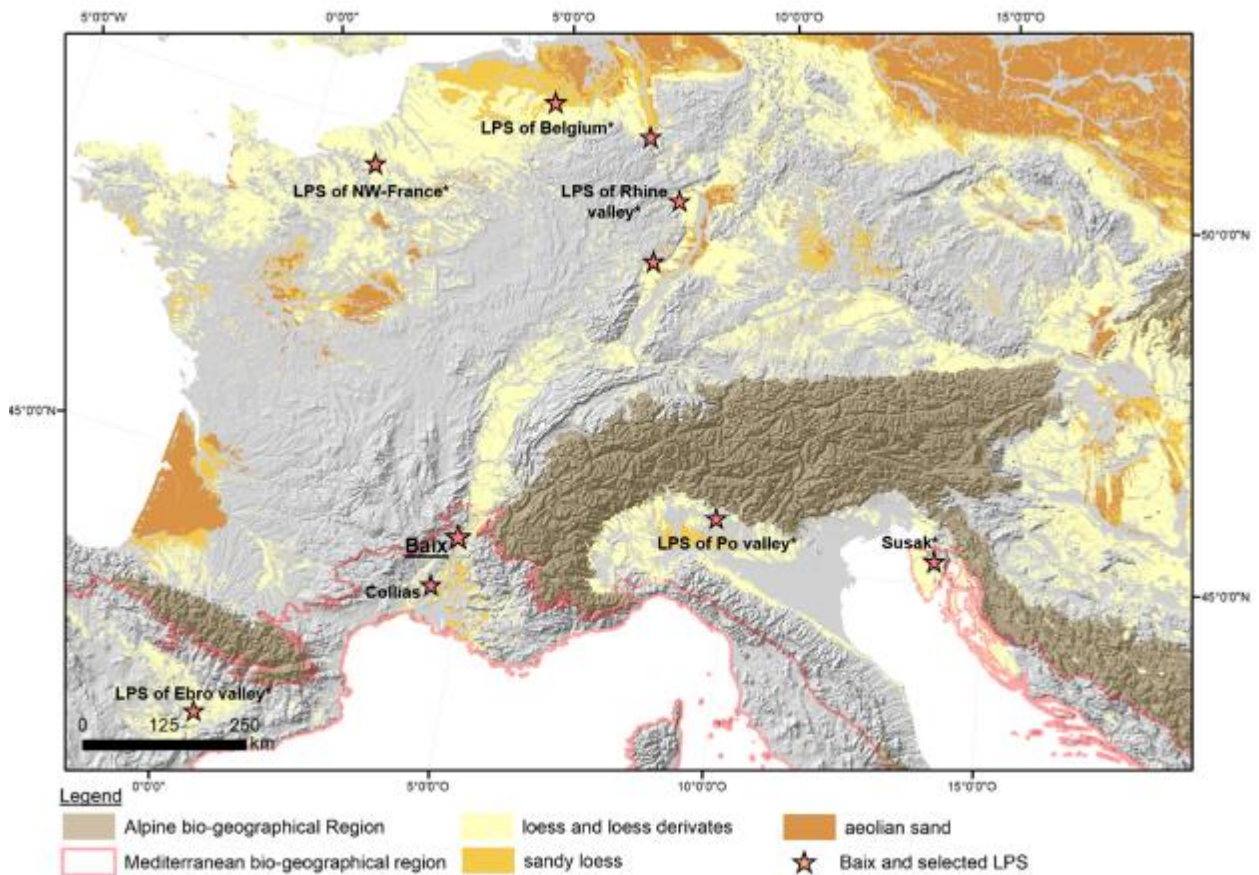 5°0'0"W 0°0'0" 5°0'0"O 10°0'0"O 15°0'0"O
LPS of Belgium*
LPS of NW-France*
LPS of Rhine
valley*
50°0'0"N
45°0'0"N
Baix
LPS of Po valley*
Susak*
Collias
45°0'0"N
LPS of Ebro valley*
0 125 250
km
0°0'0" 5°0'0"O 10°0'0"O 15°0'0"O
Legend
Alpine bio-geographical Region
loess and loess derivates
aeolian sand
Mediterranean bio-geographical region
sandy loess
Baix and selected LPS